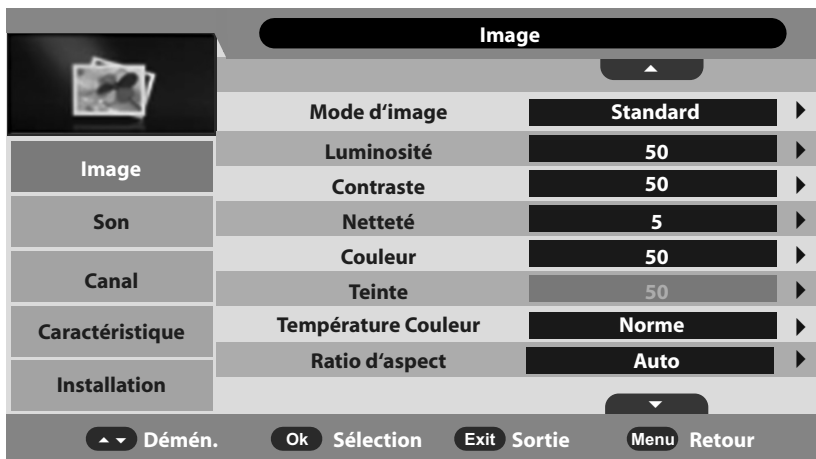 Image
Image
Son
Canal
Caractéristique
Installation
Mode d‘image Standard
Luminosité 50
Contraste 50
Netteté 5
Couleur 50
Teinte 50
Température Couleur Norme
Ratio d‘aspect Auto
Démén. Ok Sélection Exit Sortie Menu Retour